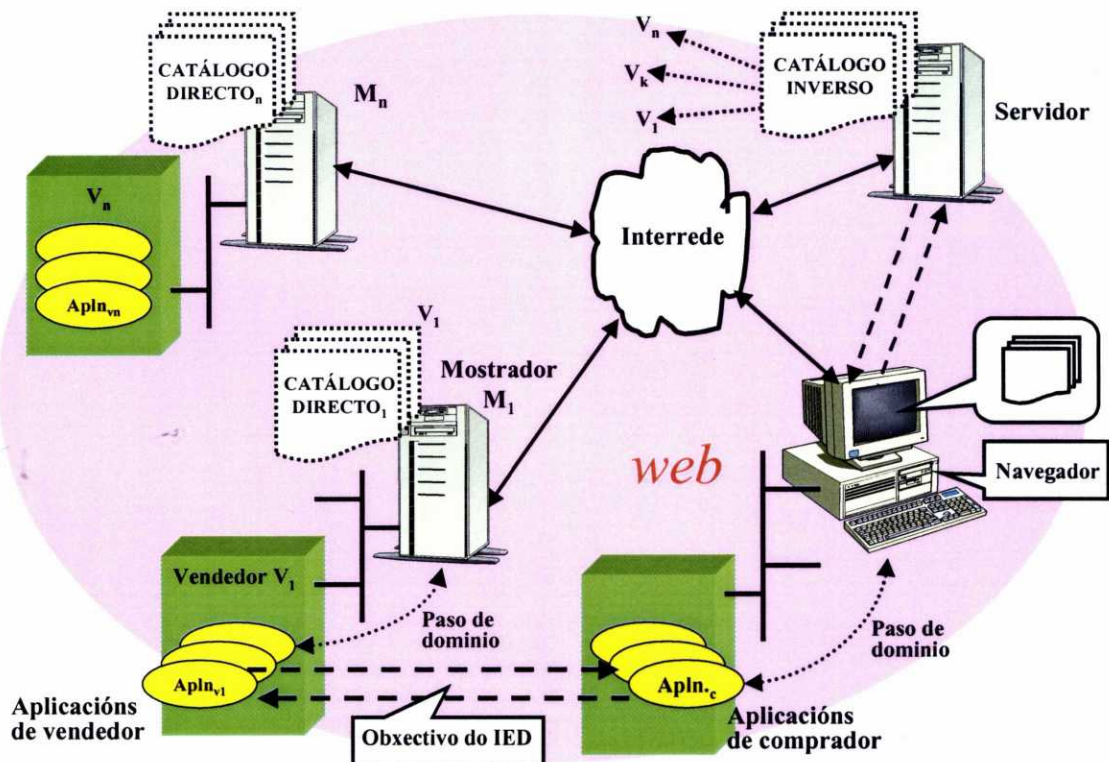 CATÁLOGO
DIRECTOₙ
Mₙ
Vₙ
Aplnᵥₙ
Vₙ
Vₖ
V₁
CATÁLOGO
INVERSO
Servidor
Interrede
V₁
CATÁLOGO
DIRECTO₁
Mostrador
M₁
web
Navegador
Vendedor V₁
Paso de
dominio
Aplnᵥ₁
Aplicacións
de vendedor
Obxectivo do IED
Apln.c
Paso de
dominio
Aplicacións
de comprador